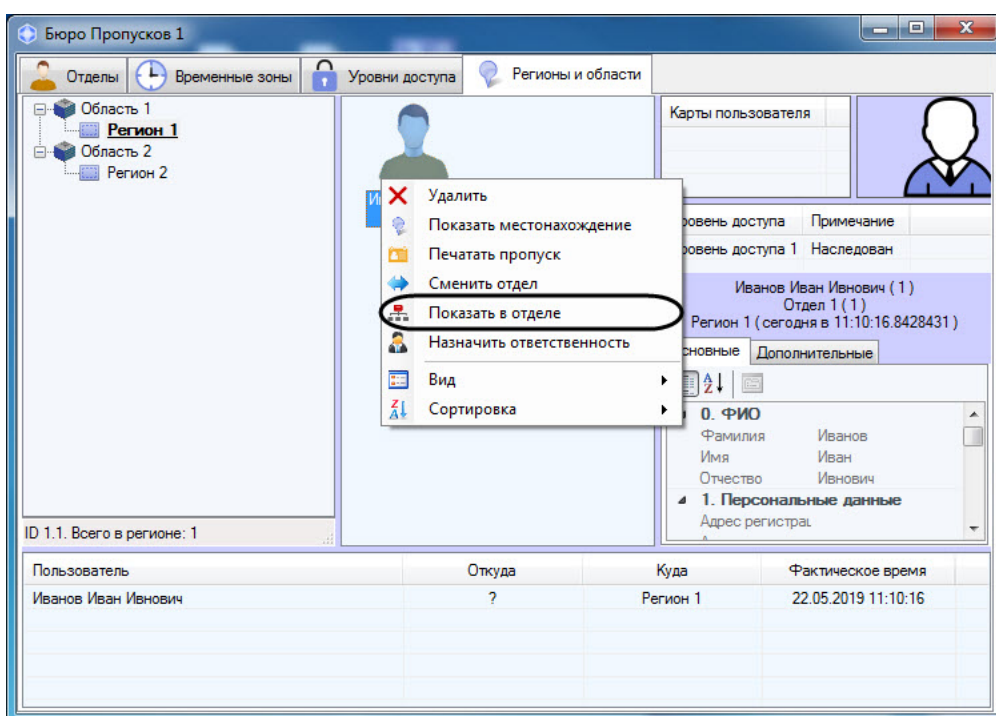 Бюро Пропусков 1
Отделы Временные зоны Уровни доступа Регионы и области
Область 1
Регион 1
Область 2
Регион 2
ID 1.1. Всего в регионе: 1
Удалить
Показать местонахождение
Печатать пропуск
Сменить отдел
Показать в отделе
Назначить ответственность
Вид
Сортировка
Карты пользователя
доступа Примечание
доступа 1 Наследован
Иванов Иван Ивнович ( 1 )
Отдел 1 ( 1 )
Регион 1 ( сегодня в 11:10:16.8428431 )
Дополнительные
0. ФИО
Фамилия Иванов
Имя Иван
Отчество Ивнович
1. Персональные данные
Адрес
Пользователь Откуда Куда Фактическое время
Иванов Иван Ивнович ? Регион 1 22.05.2019 11:10:16